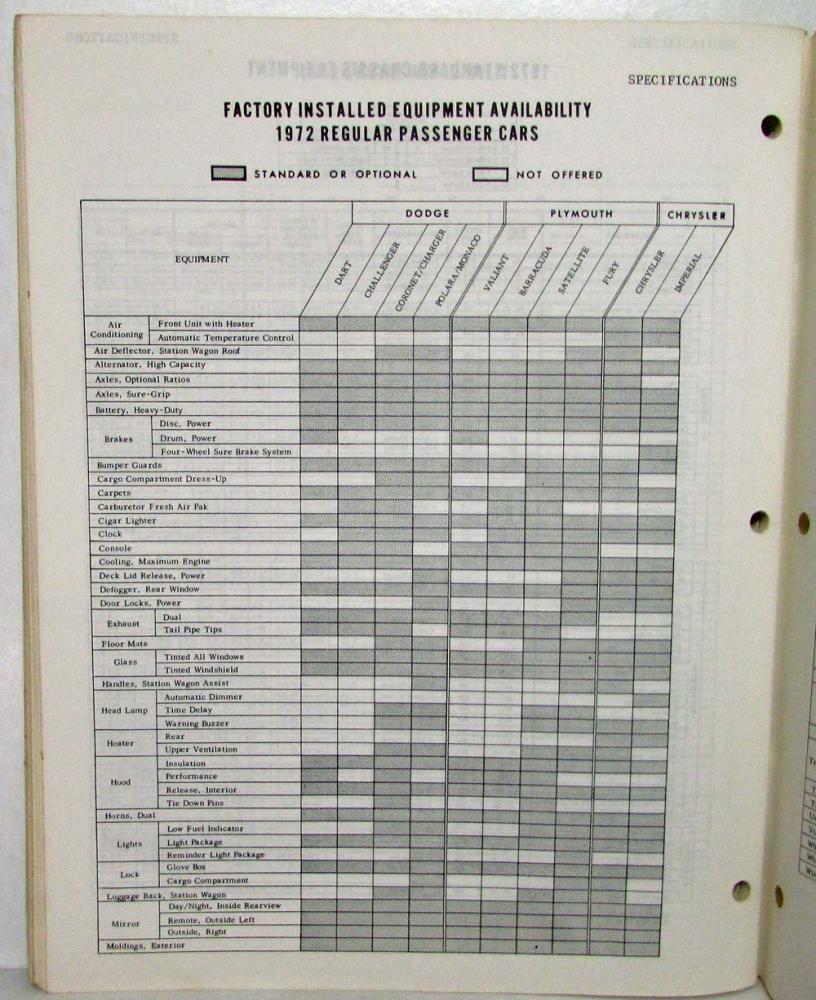 SPECIFICATIONS
FACTORY INSTALLED EQUIPMENT AVAILABILITY
1972 REGULAR PASSENGER CARS
STANDARD OR OPTIONAL
NOT OFFERED
DODGE
PLYMOUTH
CHRYSLER
EQUIPMENT
DART
CHALLENGER
CORONET/CHARGER
POLARA/MONACO
VALIANT
BARRACUDA
SATELLITE
FURY
CHRYSLER
IMPERIAL
Air Conditioning
Front Unit with Heater
Automatic Temperature Control
Air Deflector, Station Wagon Roof
Alternator, High Capacity
Axles, Optional Ratios
Axles, Sure-Grip
Battery, Heavy-Duty
Brakes
Disc, Power
Drum, Power
Four-Wheel Sure Brake System
Bumper Guards
Cargo Compartment Dress-Up
Carpets
Carburetor Fresh Air Pak
Cigar Lighter
Clock
Console
Cooling, Maximum Engine
Deck Lid Release, Power
Defogger, Rear Window
Door Locks, Power
Exhaust
Dual
Tail Pipe Tips
Floor Mats
Glass
Tinted All Windows
Tinted Windshield
Handles, Station Wagon Assist
Head Lamp
Automatic Dimmer
Time Delay
Warning Buzzer
Heater
Rear
Upper Ventilation
Hood
Insulation
Performance
Release, Interior
Tie Down Pins
Horns, Dual
Lights
Low Fuel Indicator
Light Package
Reminder Light Package
Lock
Glove Box
Cargo Compartment
Luggage Rack, Station Wagon
Mirror
Day/Night, Inside Rearview
Remote, Outside Left
Outside, Right
Moldings, Exterior